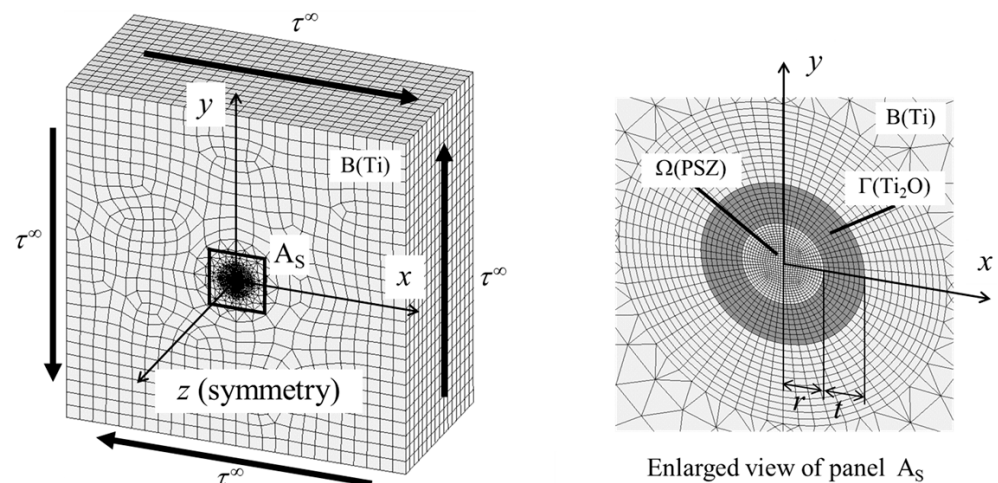 τ∞
y
B(Ti)
τ∞
A_S
x
τ∞
z (symmetry)
τ∞
y
B(Ti)
Ω(PSZ)
Γ(Ti₂O)
x
r
t
Enlarged view of panel A_S